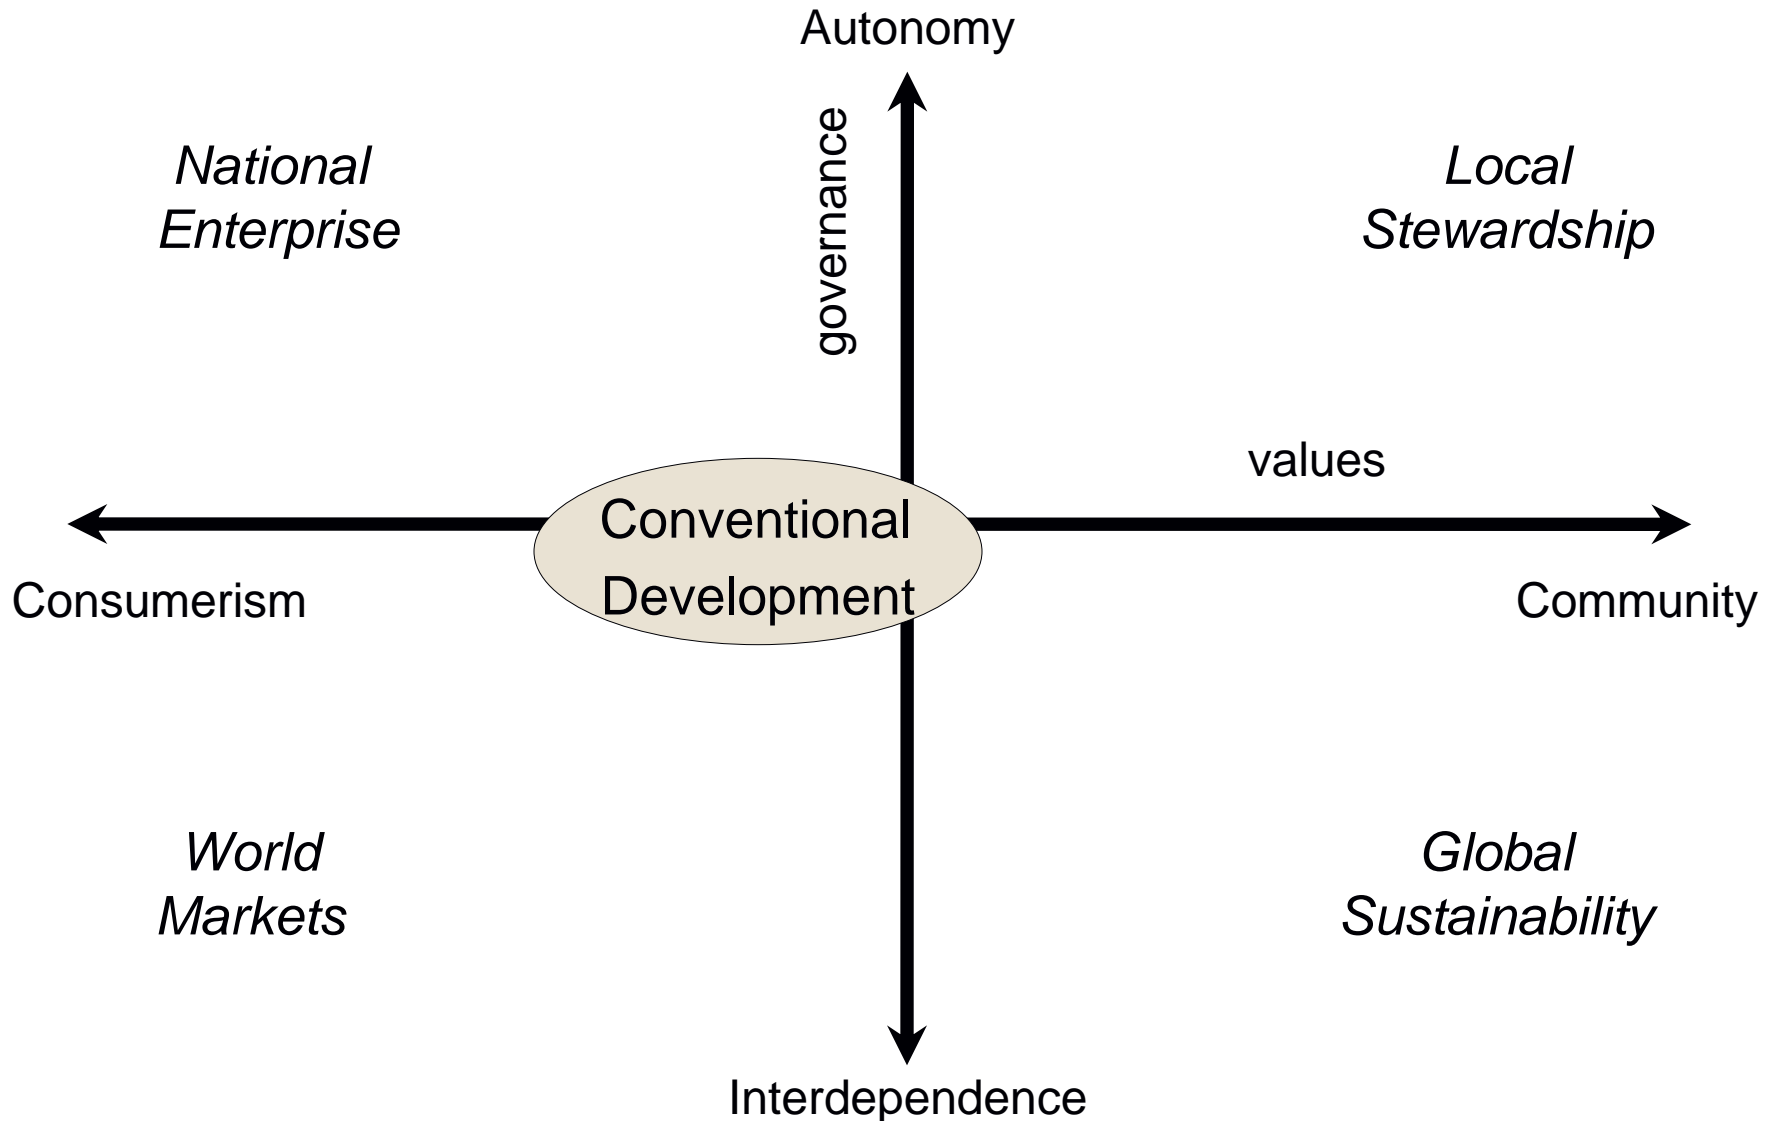 Autonomy
governance
National
Enterprise
Local
Stewardship
values
Conventional
Development
Consumerism
Community
World
Markets
Global
Sustainability
Interdependence